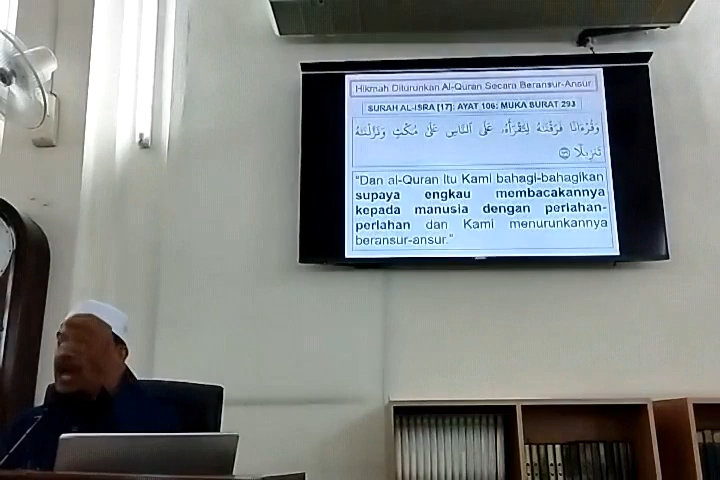 Hikmah Diturunkan Al-Quran Secara Beransur-Ansur
SURAH AL-ISRA [17]: AYAT 106: MUKA SURAT 293
وَقُرْءَانًا فَرَقْنَٰهُ لِتَقْرَأَهُۥ عَلَى ٱلنَّاسِ عَلَىٰ مُكْثٍ وَنَزَّلْنَٰهُ
تَنزِيلًا
“Dan al-Quran itu Kami bahagi-bahagikan
supaya engkau membacakannya
kepada manusia dengan perlahan-
perlahan dan Kami menurunkannya
beransur-ansur.”